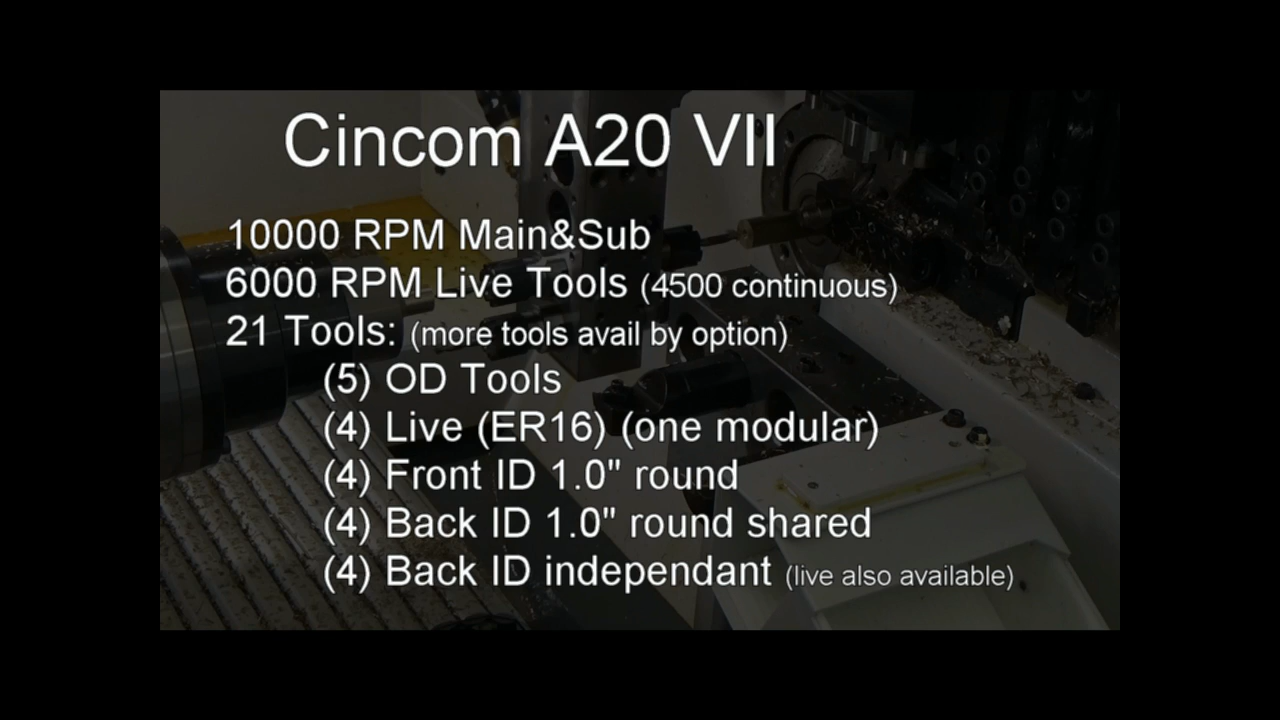 Cincom A20 VII
10000 RPM Main&Sub
6000 RPM Live Tools (4500 continuous)
21 Tools: (more tools avail by option)
(5) OD Tools
(4) Live (ER16) (one modular)
(4) Front ID 1.0" round
(4) Back ID 1.0" round shared
(4) Back ID independant (live also available)